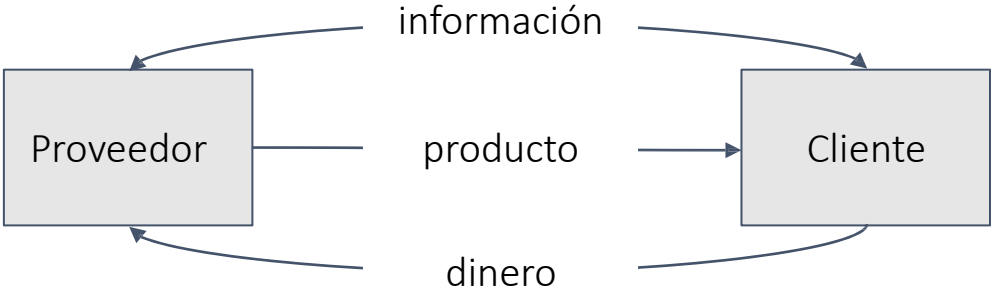 información
Proveedor
producto
Cliente
dinero